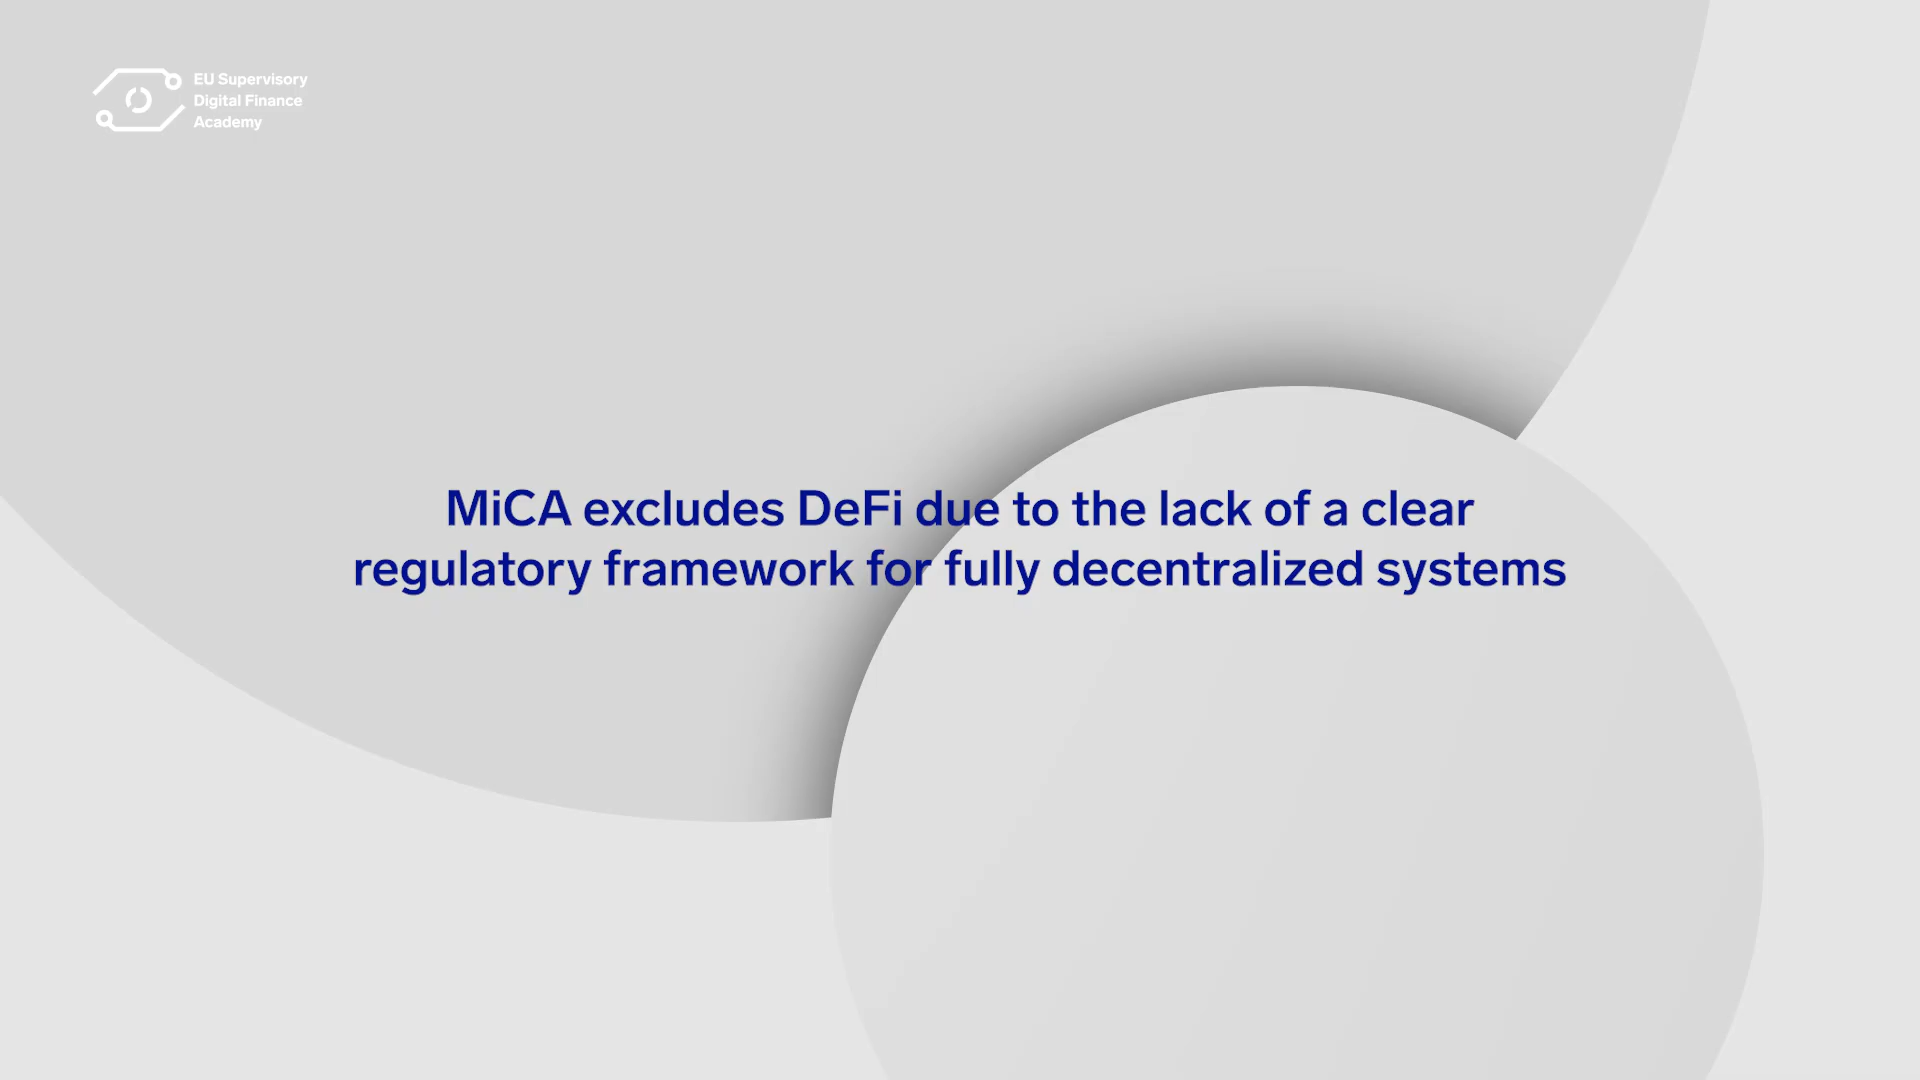 EU Supervisory
Digital Finance
Academy
MiCA excludes DeFi due to the lack of a clear
regulatory framework for fully decentralized systems